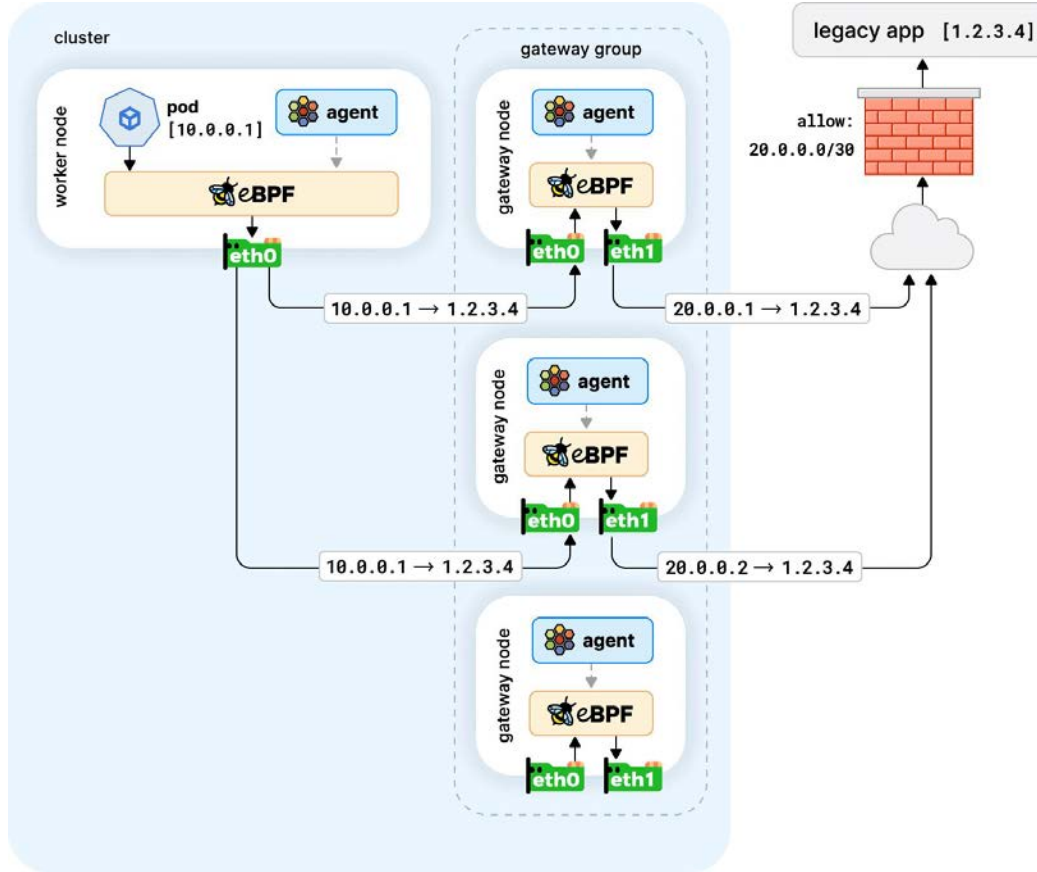 cluster
gateway group
legacy app [1.2.3.4]
worker node
pod
[10.0.0.1]
agent
eBPF
eth0
gateway node
agent
eBPF
eth0
eth1
allow:
20.0.0.0/30
10.0.0.1 → 1.2.3.4
20.0.0.1 → 1.2.3.4
gateway node
agent
eBPF
eth0
eth1
10.0.0.1 → 1.2.3.4
20.0.0.2 → 1.2.3.4
gateway node
agent
eBPF
eth0
eth1